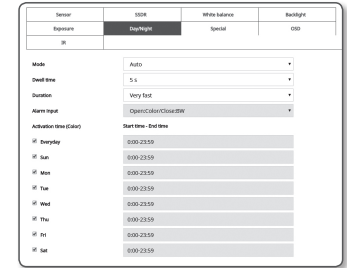 Sensor SSDR White balance Backlight
Exposure Day/Night Special OSD
IR
Mode Auto
Dwell time 5 s
Duration Very fast
Alarm Input Open:Color/Close:BW
Activation time (Color) Start time - End time
Everyday 0:00-23:59
Sun 0:00-23:59
Mon 0:00-23:59
Tue 0:00-23:59
Wed 0:00-23:59
Thu 0:00-23:59
Fri 0:00-23:59
Sat 0:00-23:59